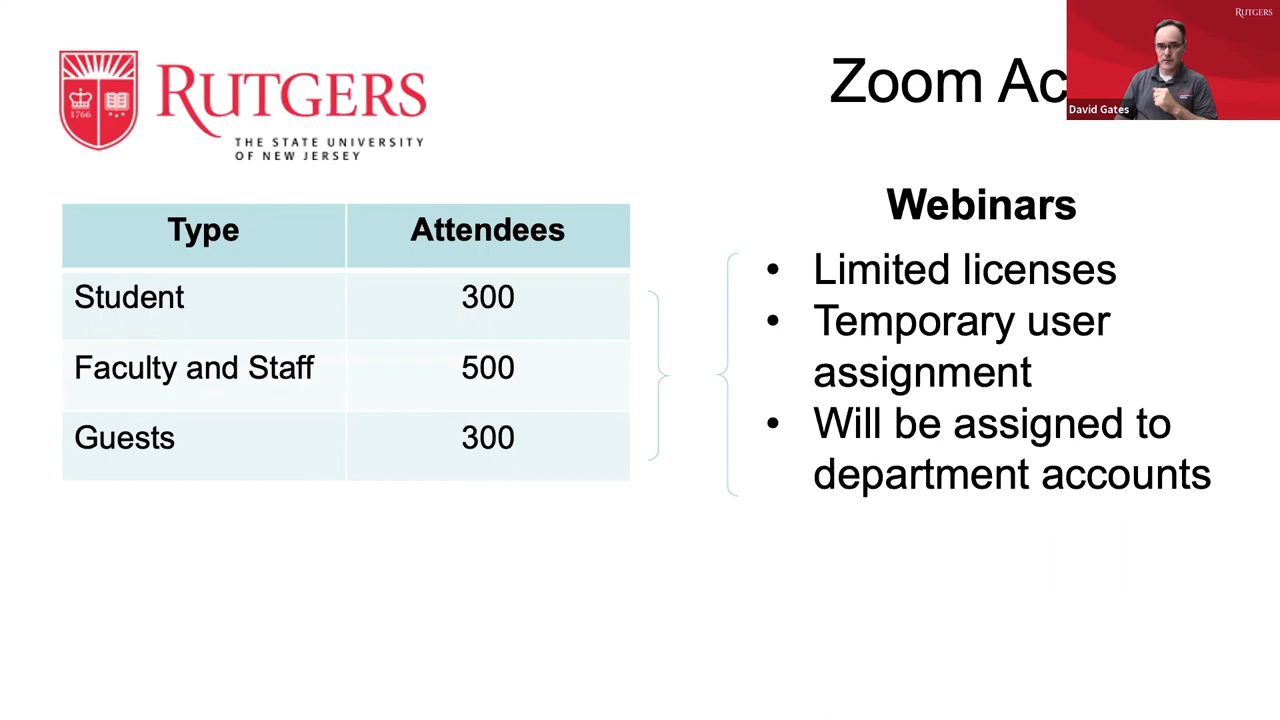 RUTGERS
THE STATE UNIVERSITY
OF NEW JERSEY
1766
Zoom Ac
RUTGERS
David Gates
Type Attendees
Student 300
Faculty and Staff 500
Guests 300
Webinars
• Limited licenses
• Temporary user
assignment
• Will be assigned to
department accounts